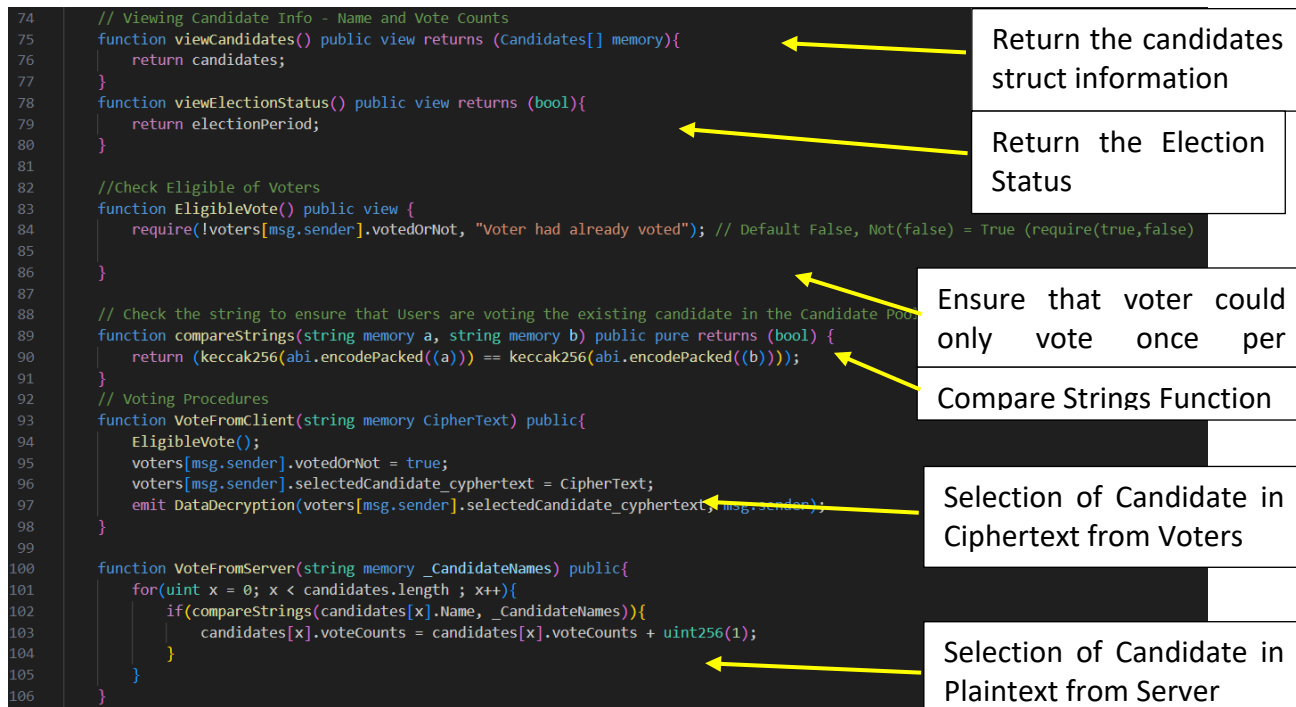 74 // Viewing Candidate Info - Name and Vote Counts
75 function viewCandidates() public view returns (Candidates[] memory){
76 return candidates;
77 }
78 function viewElectionStatus() public view returns (bool){
79 return electionPeriod;
80 }
81
82 //Check Eligible of Voters
83 function EligibleVote() public view {
84 require(!voters[msg.sender].votedOrNot, "Voter had already voted"); // Default False, Not(false) = True (require(true,false)
85
86 }
87
88 // Check the string to ensure that Users are voting the existing candidate in the Candidate Poo
89 function compareStrings(string memory a, string memory b) public pure returns (bool) {
90 return (keccak256(abi.encodePacked((a))) == keccak256(abi.encodePacked((b))));
91 }
92 // Voting Procedures
93 function VoteFromClient(string memory CipherText) public{
94 EligibleVote();
95 voters[msg.sender].votedOrNot = true;
96 voters[msg.sender].selectedCandidate_cyphertext = CipherText;
97 emit DataDecryption(voters[msg.sender].selectedCandidate_cyphertext, msg.sender);
98 }
99
100 function VoteFromServer(string memory _CandidateNames) public{
101 for(uint x = 0; x < candidates.length ; x++){
102 if(compareStrings(candidates[x].Name, _CandidateNames)){
103 candidates[x].voteCounts = candidates[x].voteCounts + uint256(1);
104 }
105 }
106 }
Return the candidates
struct information
Return the Election
Status
Ensure that voter could
only vote once per
Compare Strings Function
Selection of Candidate in
Ciphertext from Voters
Selection of Candidate in
Plaintext from Server